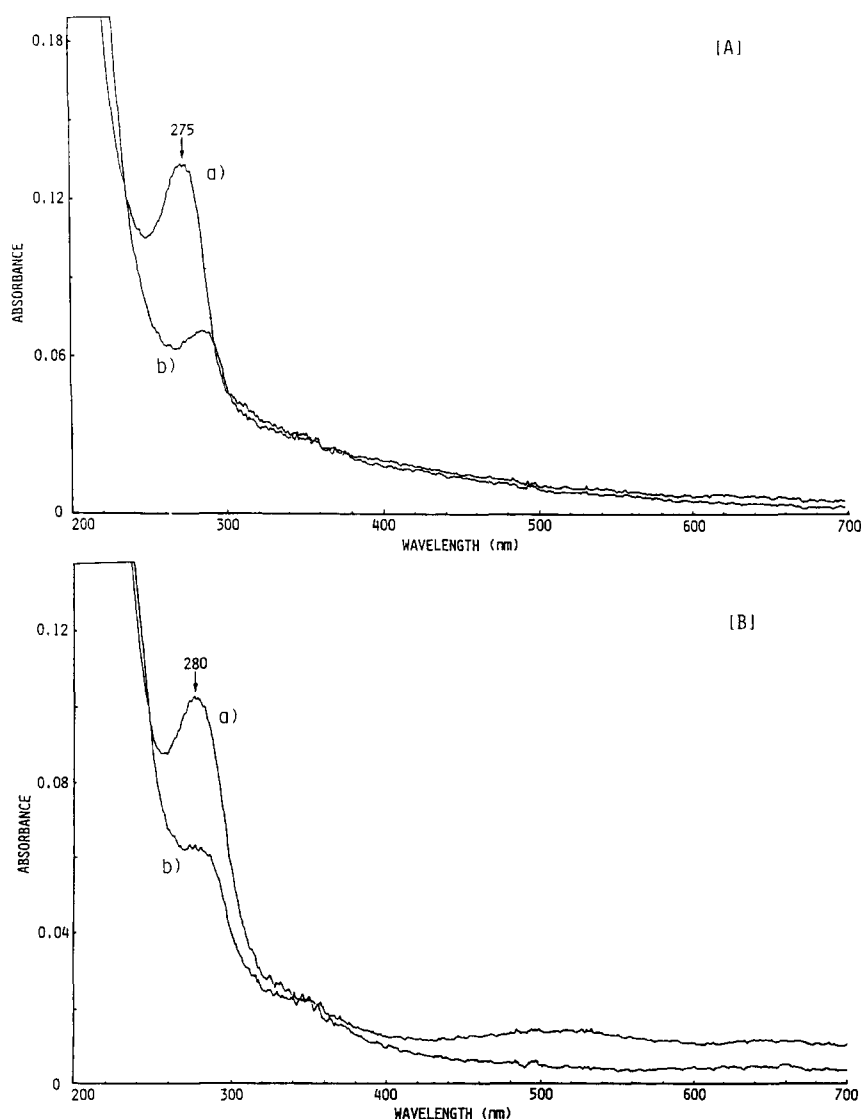 0.18
[A]
275
a)
0.12
ABSORBANCE
0.06
b)
0
200 300 400 500 600 700
WAVELENGTH (nm)
[B]
0.12
280
a)
0.08
ABSORBANCE
b)
0.04
0
200 300 400 500 600 700
WAVELENGTH (nm)